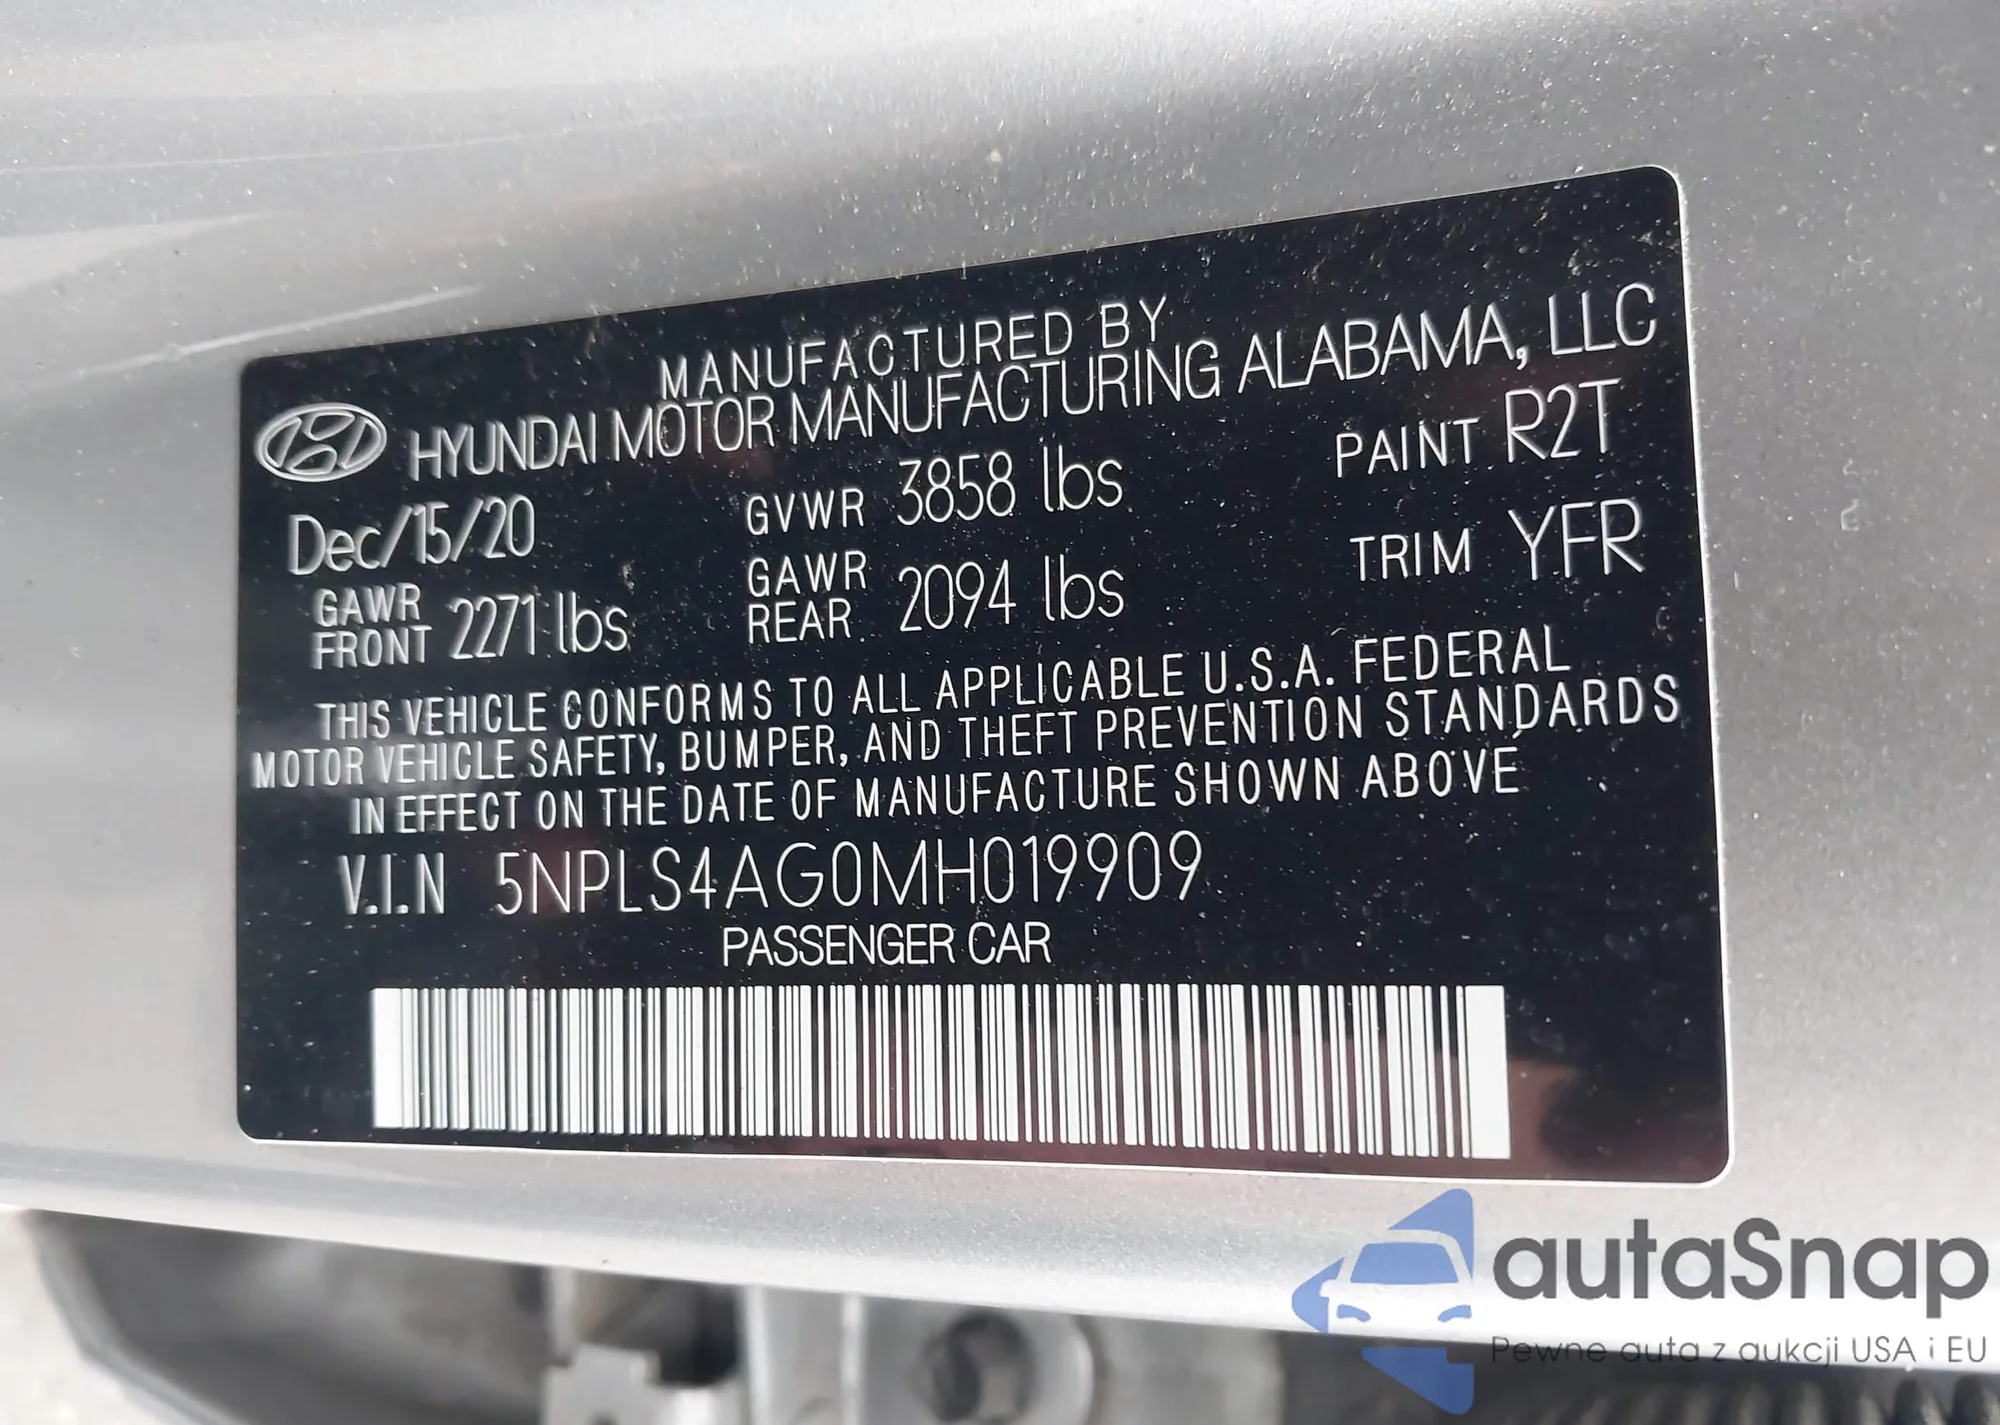 MANUFACTURED BY
HYUNDAI MOTOR MANUFACTURING ALABAMA, LLC
Dec/15/20 GVWR 3858 lbs PAINT R2T
GAWR FRONT 2271 lbs GAWR REAR 2094 lbs TRIM YFR
THIS VEHICLE CONFORMS TO ALL APPLICABLE U.S.A. FEDERAL
MOTOR VEHICLE SAFETY, BUMPER, AND THEFT PREVENTION STANDARDS
IN EFFECT ON THE DATE OF MANUFACTURE SHOWN ABOVE
V.I.N 5NPLS4AG0MH019909
PASSENGER CAR
autaSnap
Pewne auta z aukcji USA i EU